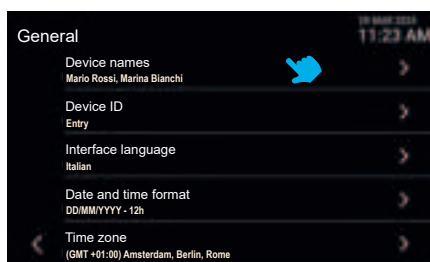 General
11:23 AM
Device names
Mario Rossi, Marina Bianchi
Device ID
Entry
Interface language
Italian
Date and time format
DD/MM/YYYY - 12h
Time zone
(GMT +01:00) Amsterdam, Berlin, Rome